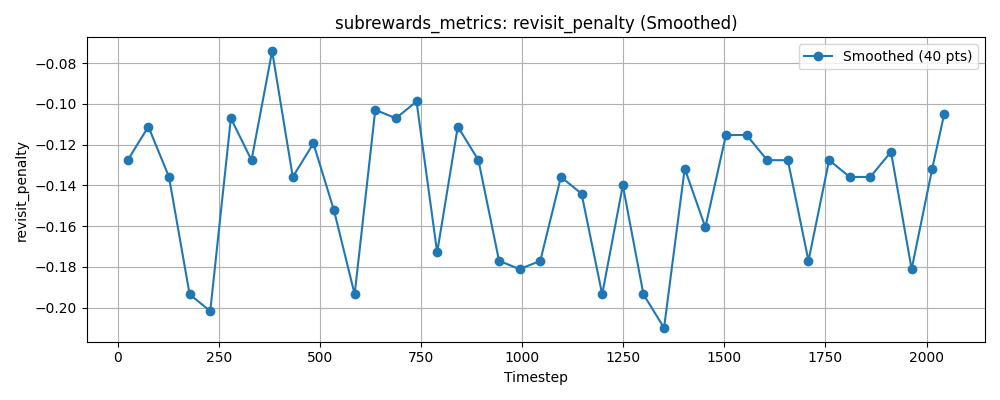 subrewards_metrics: revisit_penalty (Smoothed)
Smoothed (40 pts)
−0.08
−0.10
−0.12
−0.14
−0.16
−0.18
−0.20
revisit_penalty
0 250 500 750 1000 1250 1500 1750 2000
Timestep